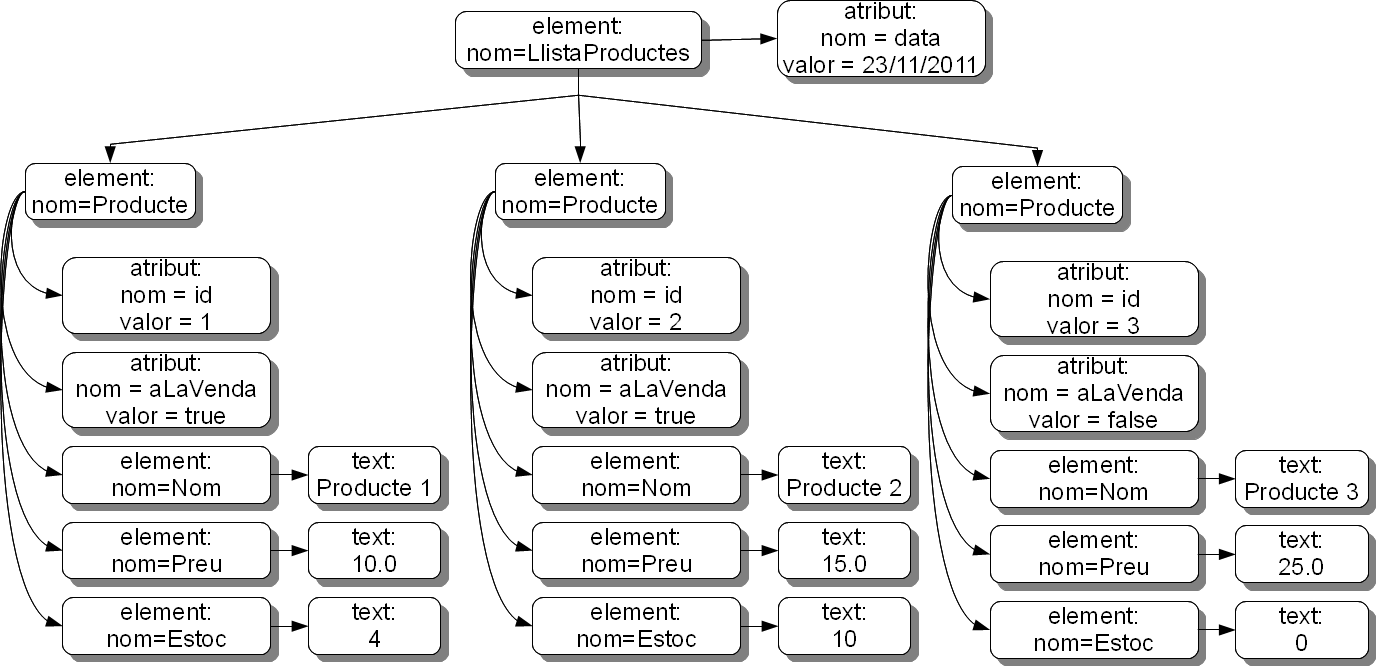 element:
nom=LlistaProductes
atribut:
nom = data
valor = 23/11/2011
element:
nom=Producte
atribut:
nom = id
valor = 1
atribut:
nom = aLaVenda
valor = true
element:
nom=Nom
text:
Producte 1
element:
nom=Preu
text:
10.0
element:
nom=Estoc
text:
4
element:
nom=Producte
atribut:
nom = id
valor = 2
atribut:
nom = aLaVenda
valor = true
element:
nom=Nom
text:
Producte 2
element:
nom=Preu
text:
15.0
element:
nom=Estoc
text:
10
element:
nom=Producte
atribut:
nom = id
valor = 3
atribut:
nom = aLaVenda
valor = false
element:
nom=Nom
text:
Producte 3
element:
nom=Preu
text:
25.0
element:
nom=Estoc
text:
0